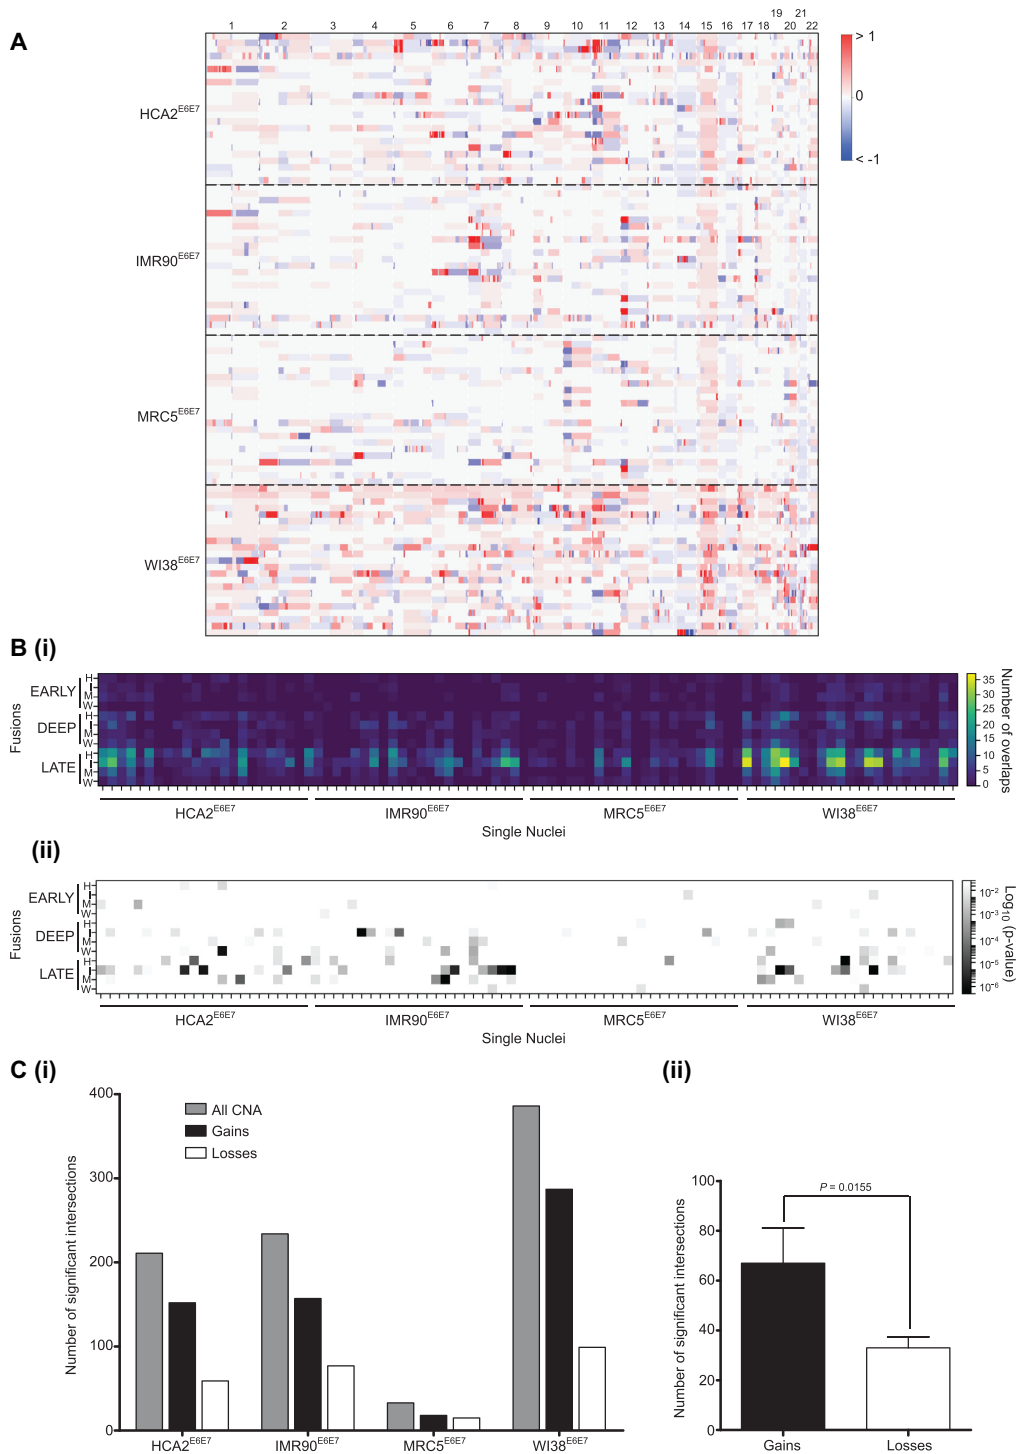 A
1 2 3 4 5 6 7 8 9 10 11 12 13 14 15 16 17 18 19 20 21 22
> 1
0
< -1
HCA2E6E7
IMR90E6E7
MRC5E6E7
WI38E6E7
B (i)
Fusions
EARLY
H
I
M
W
DEEP
H
I
M
W
LATE
H
I
M
W
HCA2E6E7 IMR90E6E7 MRC5E6E7 WI38E6E7
Single Nuclei
35
30
25
20
15
10
5
0
Number of overlaps
(ii)
Fusions
EARLY
H
I
M
W
DEEP
H
I
M
W
LATE
H
I
M
W
HCA2E6E7 IMR90E6E7 MRC5E6E7 WI38E6E7
Single Nuclei
10-2
10-3
10-4
10-5
10-6
Log10 (p-value)
C (i)
Number of significant intersections
400
300
200
100
0
All CNA
Gains
Losses
HCA2E6E7 IMR90E6E7 MRC5E6E7 WI38E6E7
(ii)
Number of significant intersections
100
80
60
40
20
0
P = 0.0155
Gains Losses